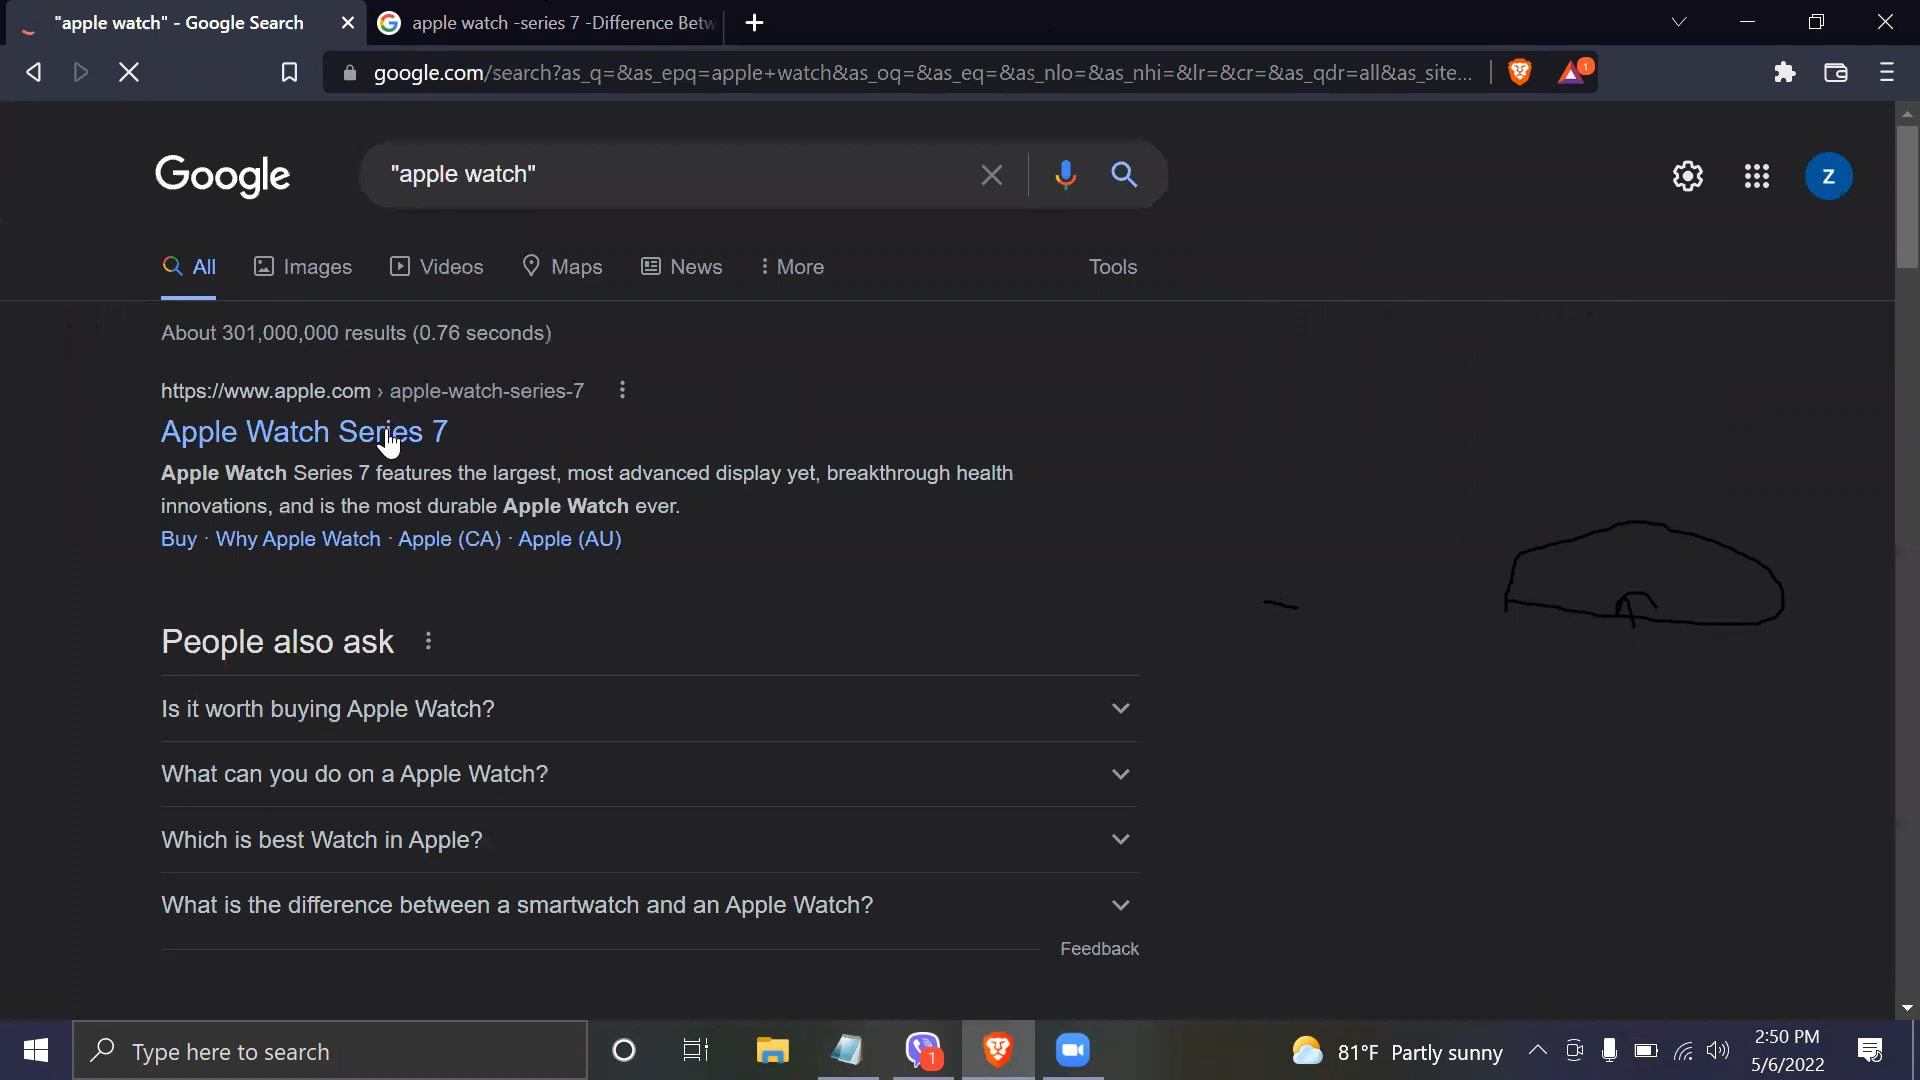 "apple watch" - Google Search
apple watch -series 7 -Difference Betw
google.com/search?as_q=&as_epq=apple+watch&as_oq=&as_eq=&as_nlo=&as_nhi=&lr=&cr=&as_qdr=all&as_site...
1
Google
"apple watch"
Z
All
Images
Videos
Maps
News
More
Tools
About 301,000,000 results (0.76 seconds)
https://www.apple.com › apple-watch-series-7
Apple Watch Series 7
Apple Watch Series 7 features the largest, most advanced display yet, breakthrough health
innovations, and is the most durable Apple Watch ever.
Buy · Why Apple Watch · Apple (CA) · Apple (AU)
People also ask
Is it worth buying Apple Watch?
What can you do on a Apple Watch?
Which is best Watch in Apple?
What is the difference between a smartwatch and an Apple Watch?
Feedback
Type here to search
1
81°F Partly sunny
2:50 PM
5/6/2022